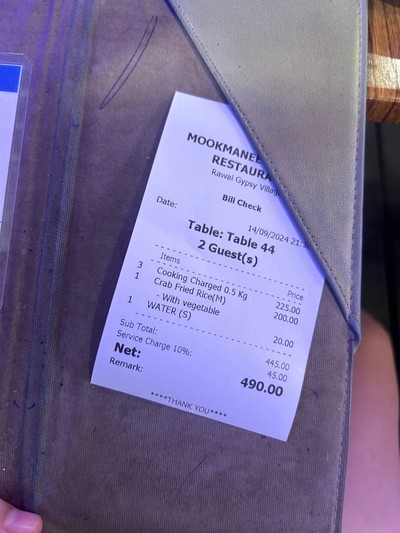 MOOKMANEE
RESTAURA
Rawai Gypsy Villag
Bill Check
Date: 14/09/2024 21:
Table: Table 44
2 Guest(s)
Items Price
3 Cooking Charged 0.5 Kg 225.00
1 Crab Fried Rice(M) 200.00
- With vegetable
1 WATER (S) 20.00
Sub Total: 445.00
Service Charge 10%: 45.00
Net: 490.00
Remark:
****THANK YOU****